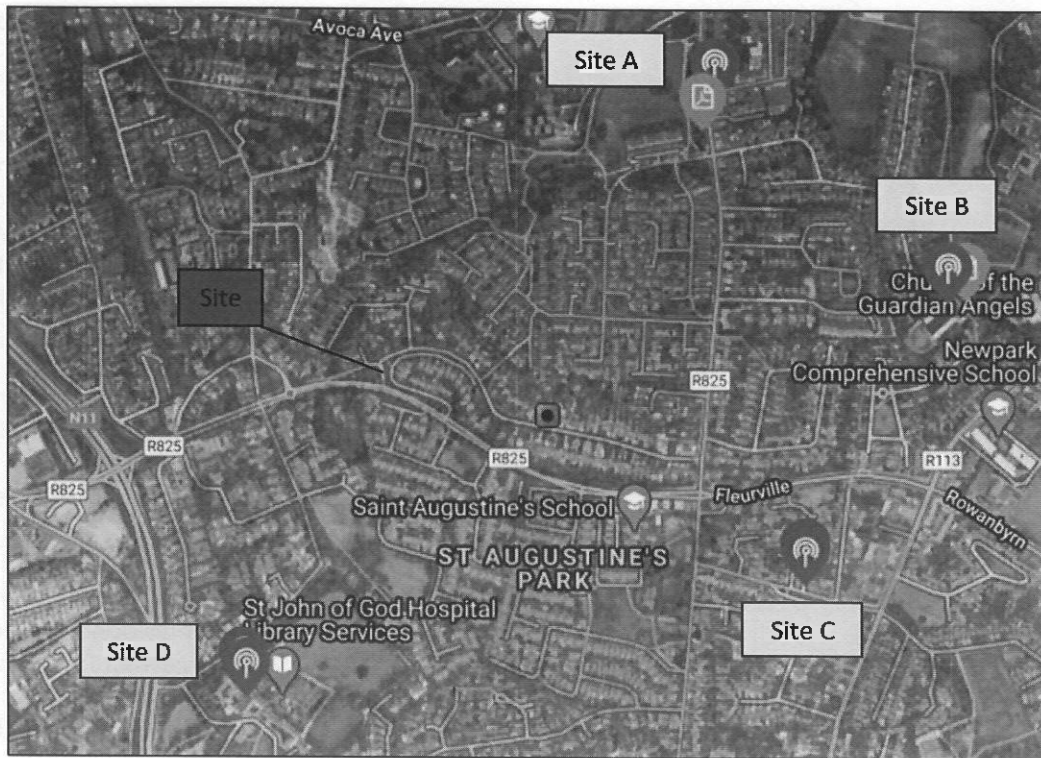 Avoca Ave
Site A
Site B
Chu of the
Guardian Angels
Site
Newpark
Comprehensive School
R825
N11
R825
R825
R825
R113
Saint Augustine's School
Fleurville
Rowanbyrn
ST AUGUSTINE'S
PARK
St John of God Hospital
Library Services
Site C
Site D